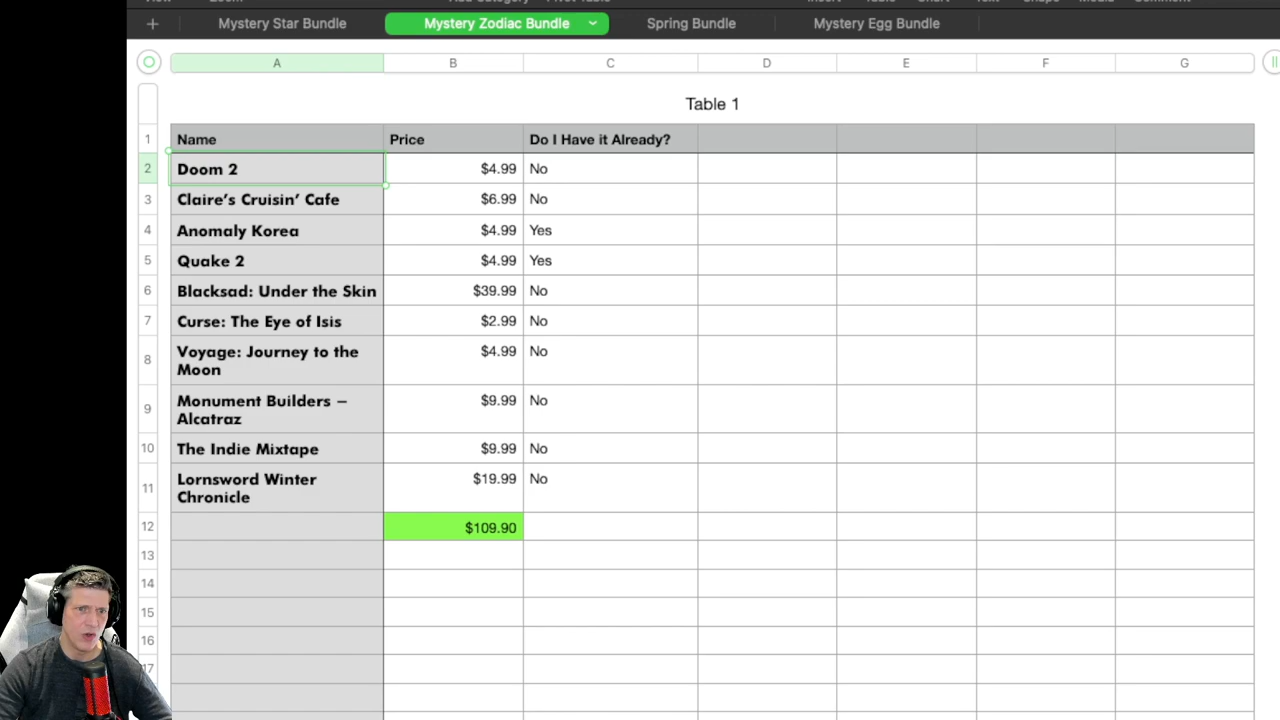 Mystery Star Bundle
Mystery Zodiac Bundle
Spring Bundle
Mystery Egg Bundle
A B C D E F G
Table 1
1 Name Price Do I Have it Already?
2 Doom 2 $4.99 No
3 Claire’s Cruisin’ Cafe $6.99 No
4 Anomaly Korea $4.99 Yes
5 Quake 2 $4.99 Yes
6 Blacksad: Under the Skin $39.99 No
7 Curse: The Eye of Isis $2.99 No
8 Voyage: Journey to the $4.99 No
Moon
9 Monument Builders – $9.99 No
Alcatraz
10 The Indie Mixtape $9.99 No
11 Lornsword Winter $19.99 No
Chronicle
12 $109.90
13
14
15
16
17